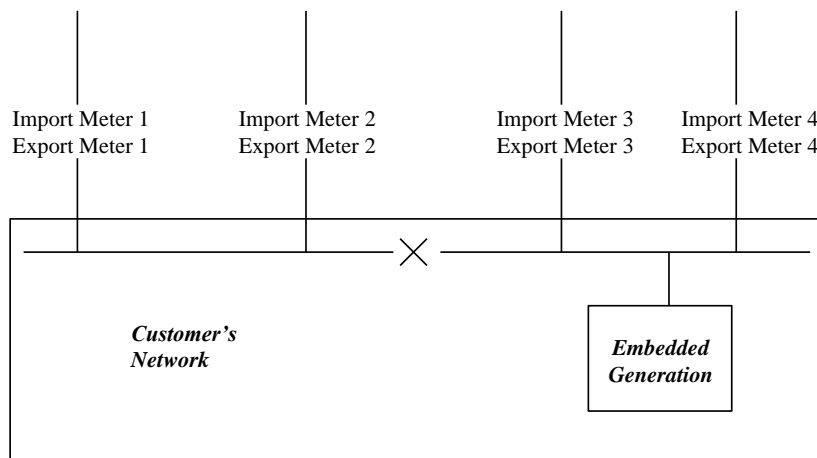 Import Meter 1
Export Meter 1
Import Meter 2
Export Meter 2
Import Meter 3
Export Meter 3
Import Meter 4
Export Meter 4
Customer's
Network
Embedded
Generation